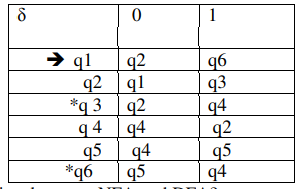 δ 0 1
➔ q1 q2 q6
q2 q1 q3
*q 3 q2 q4
q 4 q4 q2
q5 q4 q5
*q6 q5 q4